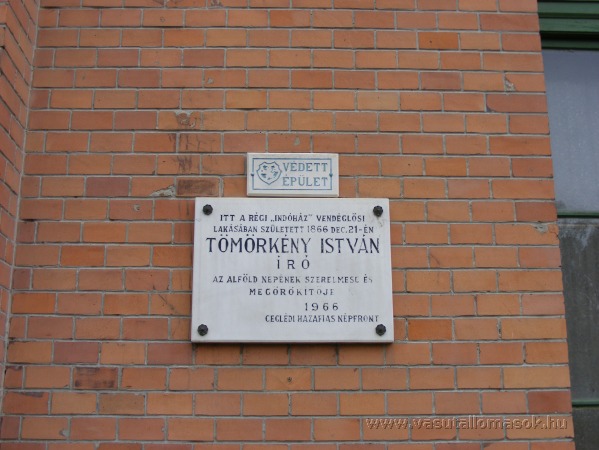 VÉDETT
ÉPÜLET
ITT A RÉGI „INDÓHÁZ" VENDÉGLŐSI
LAKÁSÁBAN SZÜLETETT 1866 DEC. 21-ÉN
TÖMÖRKÉNY ISTVÁN
ÍRÓ
AZ ALFÖLD NÉPÉNEK SZERELMESE ÉS
MEGÖRÖKÍTŐJE
1966
CEGLÉDI HAZAFIAS NÉPFRONT
www.vasutallomasok.hu